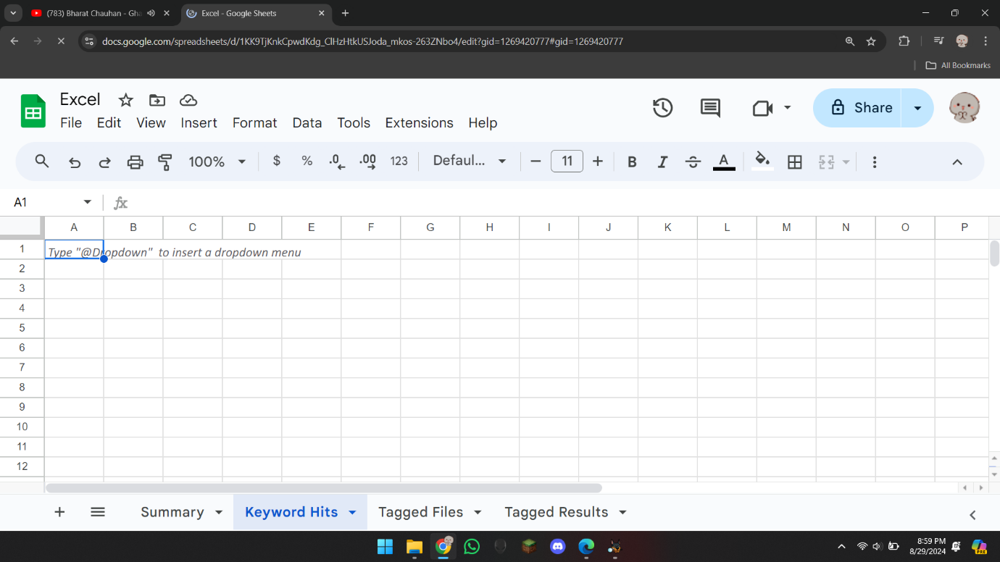 (783) Bharat Chauhan - Gha
Excel - Google Sheets
docs.google.com/spreadsheets/d/1KK9TjKnkCpwdKdg_ClHzHtkUSJoda_mkos-263ZNbo4/edit?gid=1269420777#gid=1269420777
All Bookmarks
Excel
File Edit View Insert Format Data Tools Extensions Help
Share
100% $ % .0 .00 123 Defaul... 11 B I S A
A1 fx
A B C D E F G H I J K L M N O P
1 Type "@Dropdown" to insert a dropdown menu
2
3
4
5
6
7
8
9
10
11
12
Summary Keyword Hits Tagged Files Tagged Results
8:59 PM
8/29/2024
PRE